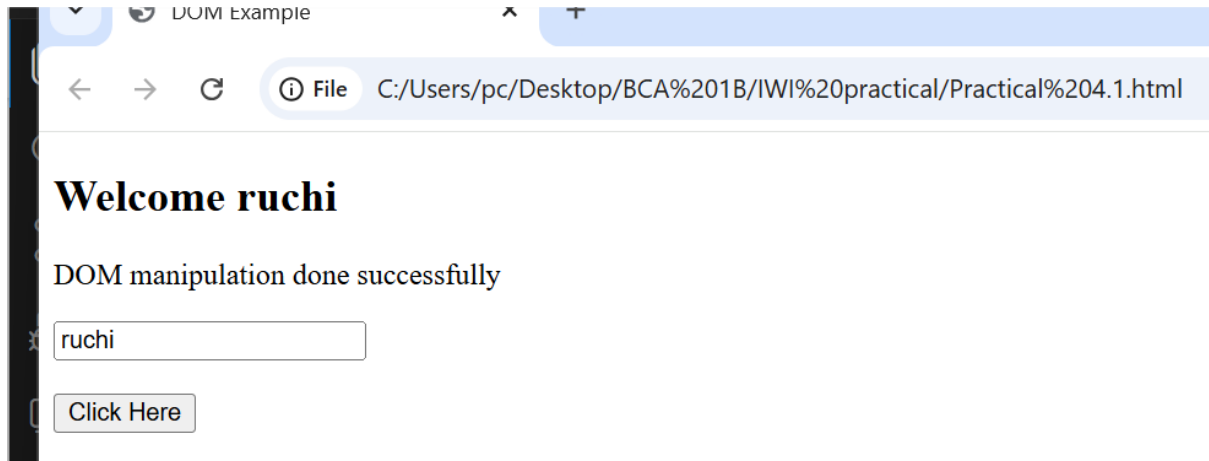 DOM Example
File C:/Users/pc/Desktop/BCA%201B/IWI%20practical/Practical%204.1.html
Welcome ruchi
DOM manipulation done successfully
ruchi
Click Here